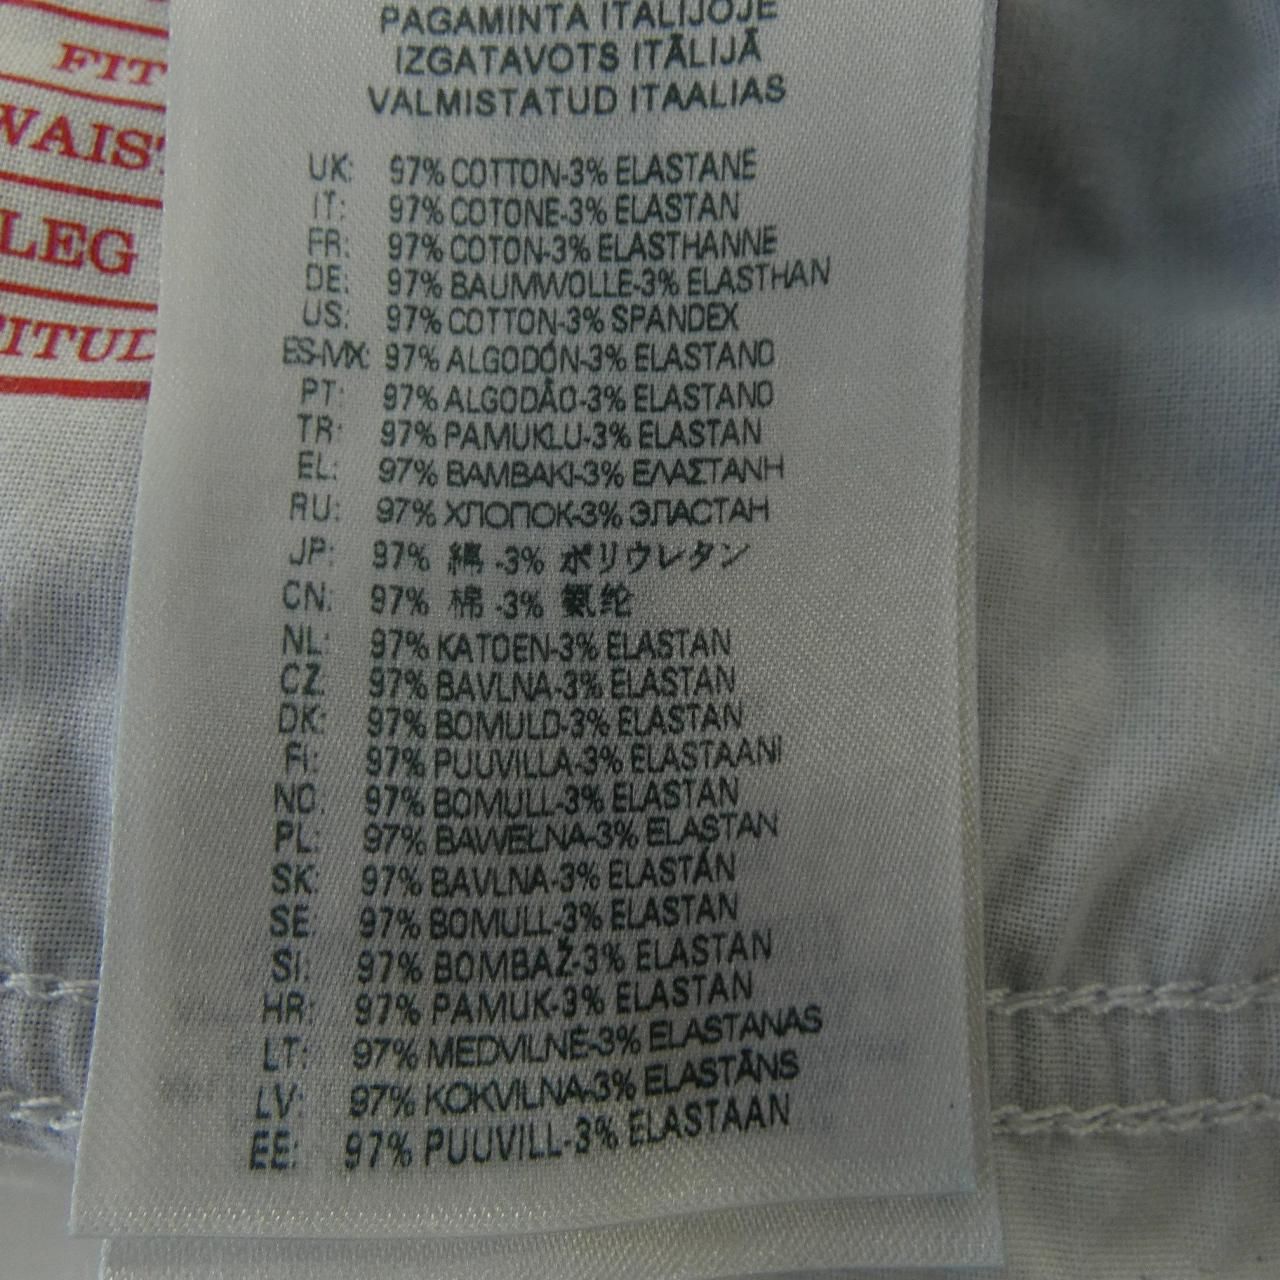 FIT
WAIST
LEG
PAGAMINTA ITALIJOJE
IZGATAVOTS ITĀLIJĀ
VALMISTATUD ITAALIAS
UK: 97% COTTON-3% ELASTANE
IT: 97% COTONE-3% ELASTAN
FR: 97% COTON-3% ELASTHANNE
DE: 97% BAUMWOLLE-3% ELASTHAN
US: 97% COTTON-3% SPANDEX
ES-MX: 97% ALGODÓN-3% ELASTANO
PT: 97% ALGODÃO-3% ELASTANO
TR: 97% PAMUKLU-3% ELASTAN
EL: 97% ΒΑΜΒΑΚΙ-3% ΕΛΑΣΤΑΝΗ
RU: 97% ХЛОПОК-3% ЭЛАСТАН
JP: 97% 綿 -3% ポリウレタン
CN: 97% 棉 -3% 氨纶
NL: 97% KATOEN-3% ELASTAN
CZ: 97% BAVLNA-3% ELASTAN
DK: 97% BOMULD-3% ELASTAN
FI: 97% PUUVILLA-3% ELASTAANI
NO: 97% BOMULL-3% ELASTAN
PL: 97% BAWEŁNA-3% ELASTAN
SK: 97% BAVLNA-3% ELASTÁN
SE: 97% BOMULL-3% ELASTAN
SI: 97% BOMBAŽ-3% ELASTAN
HR: 97% PAMUK-3% ELASTAN
LT: 97% MEDVILNĖ-3% ELASTANAS
LV: 97% KOKVILNA-3% ELASTĀNS
EE: 97% PUUVILL-3% ELASTAAN